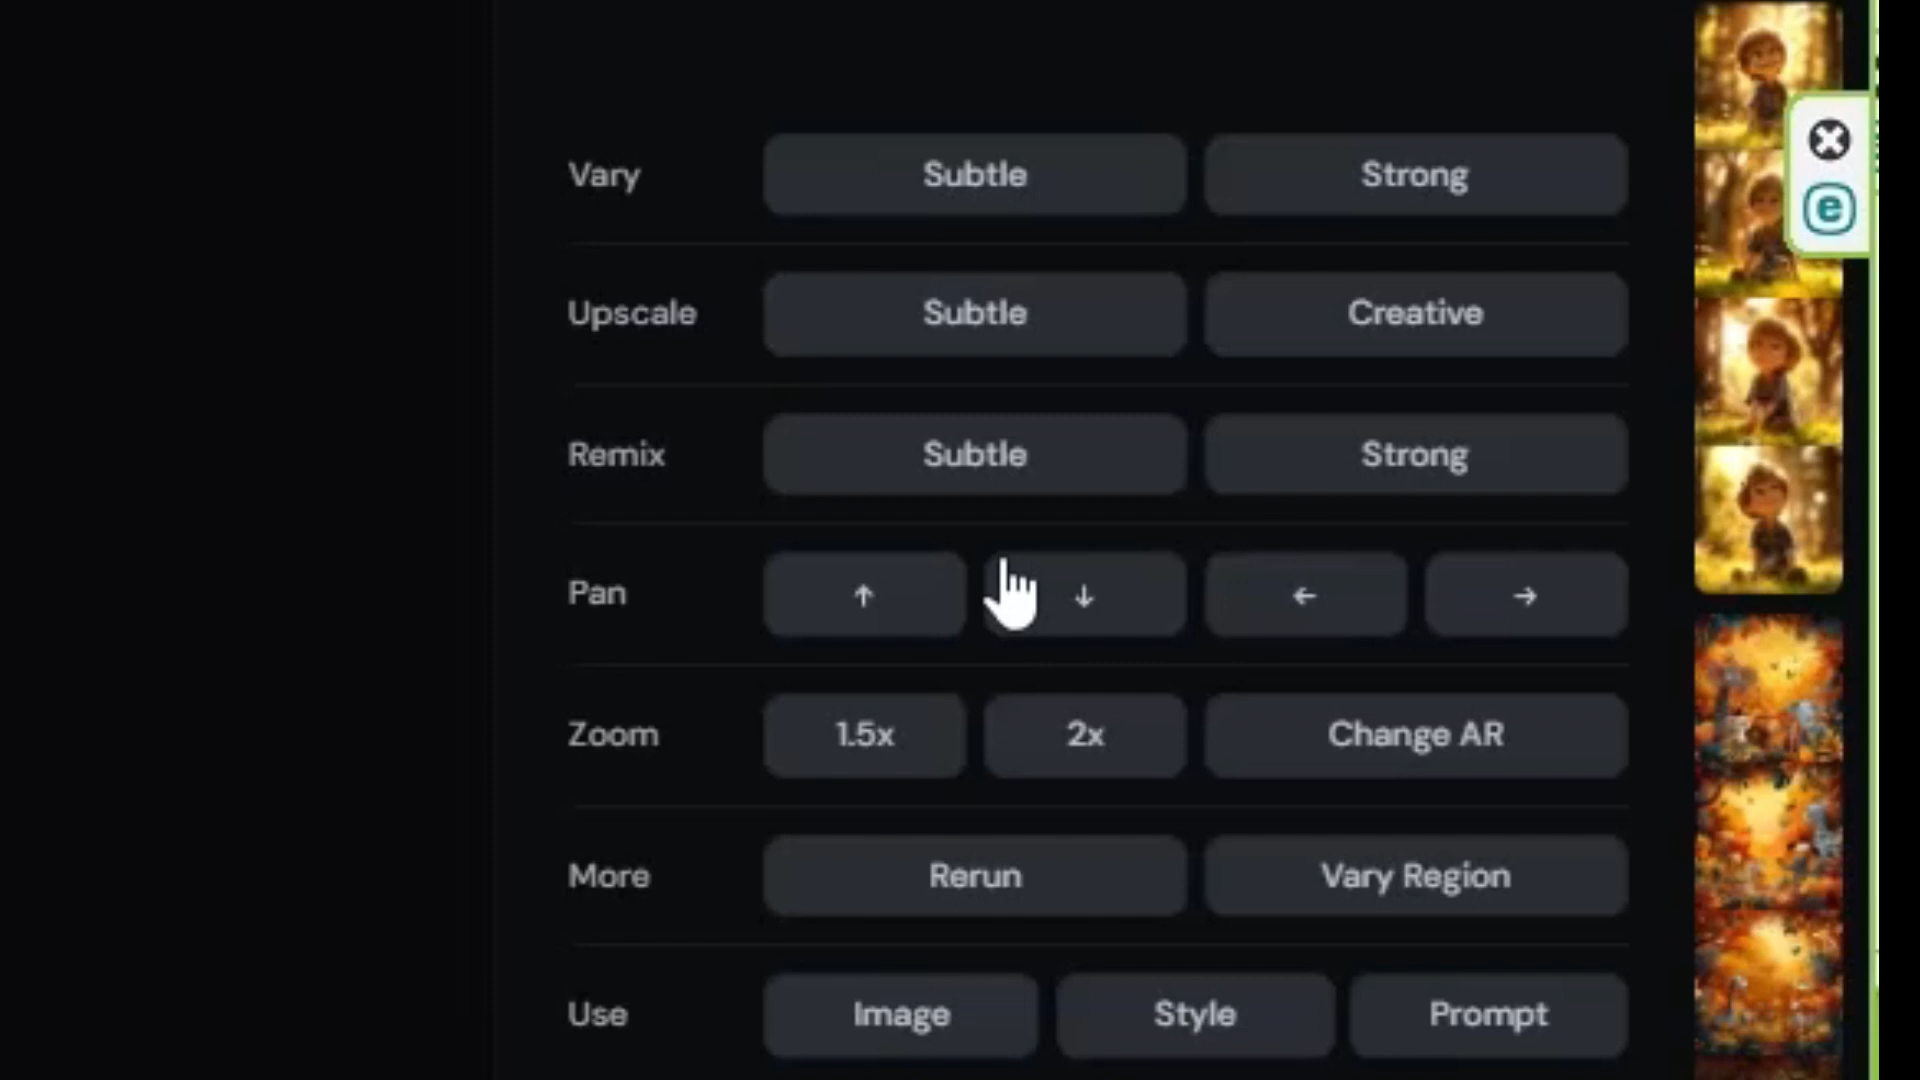 Vary Subtle Strong
Upscale Subtle Creative
Remix Subtle Strong
Pan ↑ ↓ ← →
Zoom 1.5x 2x Change AR
More Rerun Vary Region
Use Image Style Prompt
e